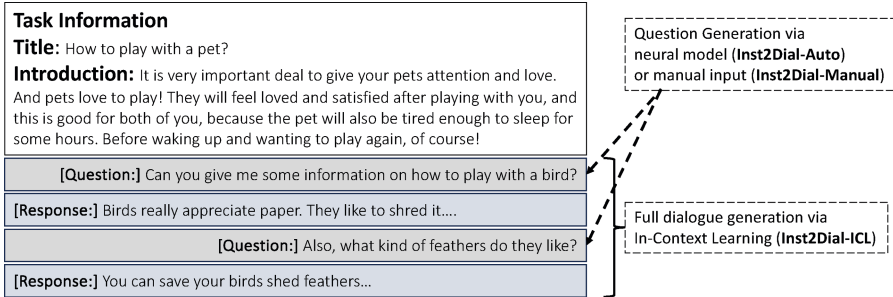 Task Information
Title: How to play with a pet?
Introduction: It is very important deal to give your pets attention and love.
And pets love to play! They will feel loved and satisfied after playing with you, and
this is good for both of you, because the pet will also be tired enough to sleep for
some hours. Before waking up and wanting to play again, of course!
[Question:] Can you give me some information on how to play with a bird?
[Response:] Birds really appreciate paper. They like to shred it....
[Question:] Also, what kind of feathers do they like?
[Response:] You can save your birds shed feathers...
Question Generation via
neural model (Inst2Dial-Auto)
or manual input (Inst2Dial-Manual)
Full dialogue generation via
In-Context Learning (Inst2Dial-ICL)